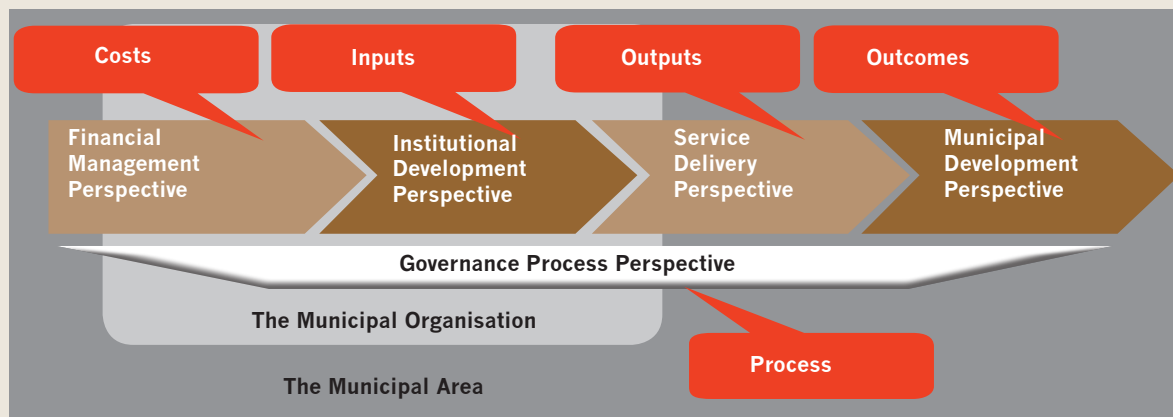 Costs
Inputs
Outputs
Outcomes
Financial
Management
Perspective
Institutional
Development
Perspective
Service
Delivery
Perspective
Municipal
Development
Perspective
Governance Process Perspective
The Municipal Organisation
Process
The Municipal Area